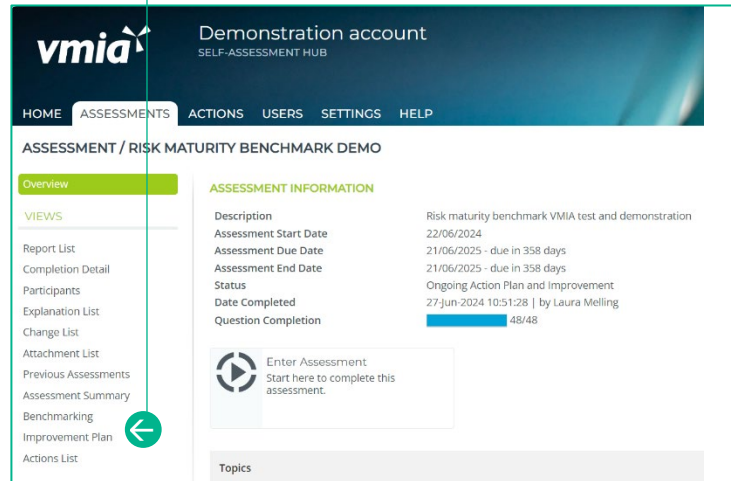 vmia
Demonstration account
SELF-ASSESSMENT HUB
HOME ASSESSMENTS ACTIONS USERS SETTINGS HELP
ASSESSMENT / RISK MATURITY BENCHMARK DEMO
Overview
VIEWS
Report List
Completion Detail
Participants
Explanation List
Change List
Attachment List
Previous Assessments
Assessment Summary
Benchmarking
Improvement Plan
Actions List
ASSESSMENT INFORMATION
Description Risk maturity benchmark VMIA test and demonstration
Assessment Start Date 22/06/2024
Assessment Due Date 21/06/2025 - due in 358 days
Assessment End Date 21/06/2025 - due in 358 days
Status Ongoing Action Plan and Improvement
Date Completed 27-Jun-2024 10:51:28 | by Laura Melling
Question Completion 48/48
Enter Assessment
Start here to complete this
assessment.
Topics